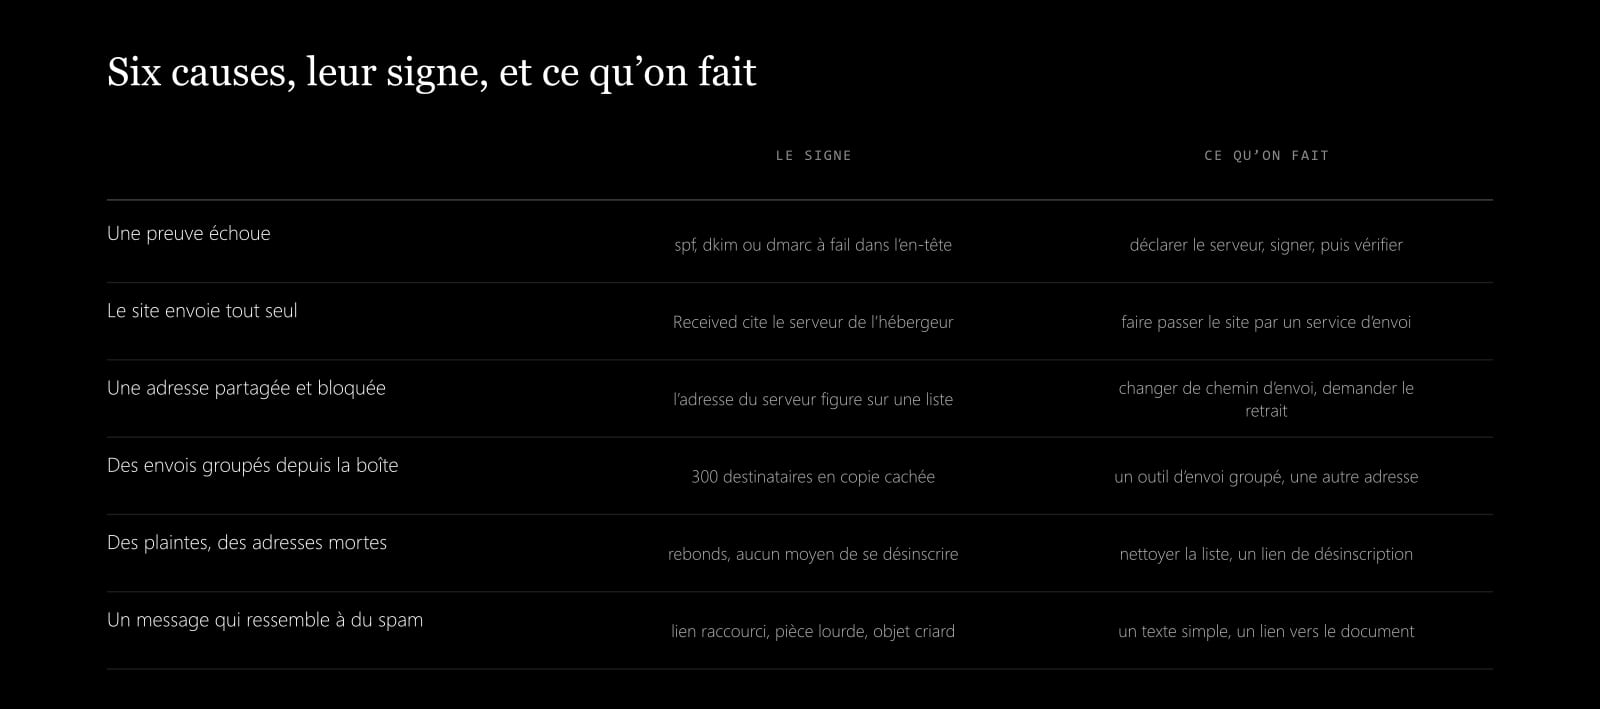 Six causes, leur signe, et ce qu’on fait
LE SIGNE CE QU’ON FAIT
Une preuve échoue spf, dkim ou dmarc à fail dans l’en-tête déclarer le serveur, signer, puis vérifier
Le site envoie tout seul Received cite le serveur de l’hébergeur faire passer le site par un service d’envoi
Une adresse partagée et bloquée l’adresse du serveur figure sur une liste changer de chemin d’envoi, demander le
retrait
Des envois groupés depuis la boîte 300 destinataires en copie cachée un outil d’envoi groupé, une autre adresse
Des plaintes, des adresses mortes rebonds, aucun moyen de se désinscrire nettoyer la liste, un lien de désinscription
Un message qui ressemble à du spam lien raccourci, pièce lourde, objet criard un texte simple, un lien vers le document